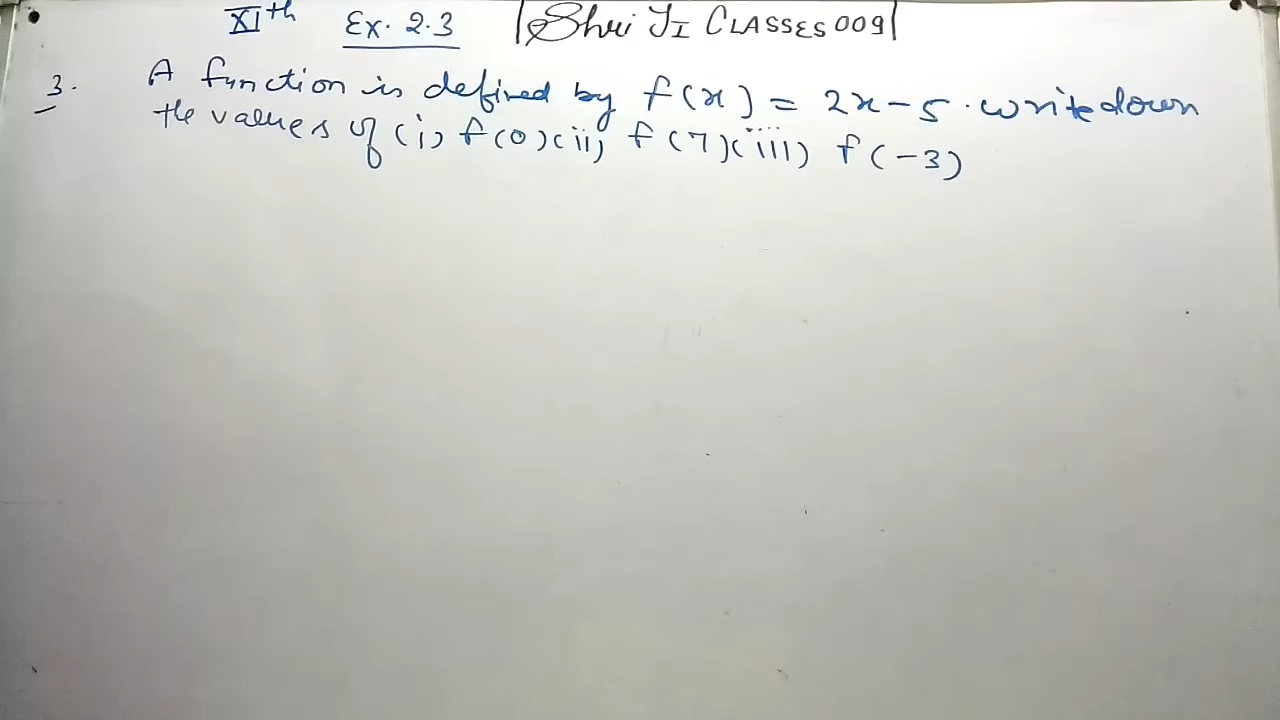 XIth Ex. 2.3 |Shri JI CLASSES 009|
3. A function is defined by f(x) = 2x - 5. write down
the values of (i) f(0) (ii) f(7) (iii) f(-3)